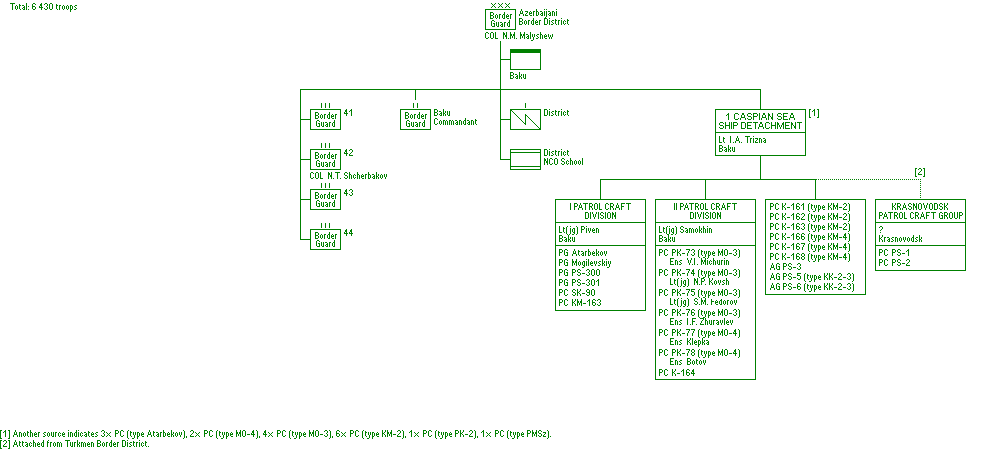 Total: 6 430 troops
Border
Guard
Azerbaijani
Border District
COL N.M. Malyshew
Baku
Border
Guard
41
Border
Guard
Baku
Commandant
District
1 CASPIAN SEA
SHIP DETACHMENT
[1]
Lt I.A. Trizna
Baku
Border
Guard
42
COL N.T. Shcherbakov
District
NCO School
Border
Guard
43
Border
Guard
44
[2]
I PATROL CRAFT
DIVISION
Lt(jg) Piven
Baku
PG Atarbekov
PG Mogilevskiy
PG PS-300
PG PS-301
PC SK-90
PC KM-163
II PATROL CRAFT
DIVISION
Lt(jg) Samokhin
Baku
PC PK-73 (type MO-3)
Ens V.I. Michurin
PC PK-74 (type MO-3)
Lt(jg) N.P. Kovsh
PC PK-75 (type MO-3)
Lt(jg) S.M. Fedorov
PC PK-76 (type MO-3)
Ens I.F. Zhuravlev
PC PK-77 (type MO-4)
Ens Klepka
PC PK-78 (type MO-4)
Ens Botov
PC K-164
PC K-161 (type KM-2)
PC K-162 (type KM-2)
PC K-163 (type KM-2)
PC K-166 (type KM-4)
PC K-167 (type KM-4)
PC K-168 (type KM-4)
AG PS-3
AG PS-5 (type KK-2-3)
AG PS-6 (type KK-2-3)
KRASNOVODSK
PATROL CRAFT GROUP
?
Krasnovodsk
PC PS-1
PC PS-2
[1] Another source indicates 3x PC (type Atarbekov), 2x PC (type MO-4), 4x PC (type MO-3), 6x PC (type KM-2), 1x PC (type PK-2), 1x PC (type PMSz).
[2] Attached from Turkmen Border District.